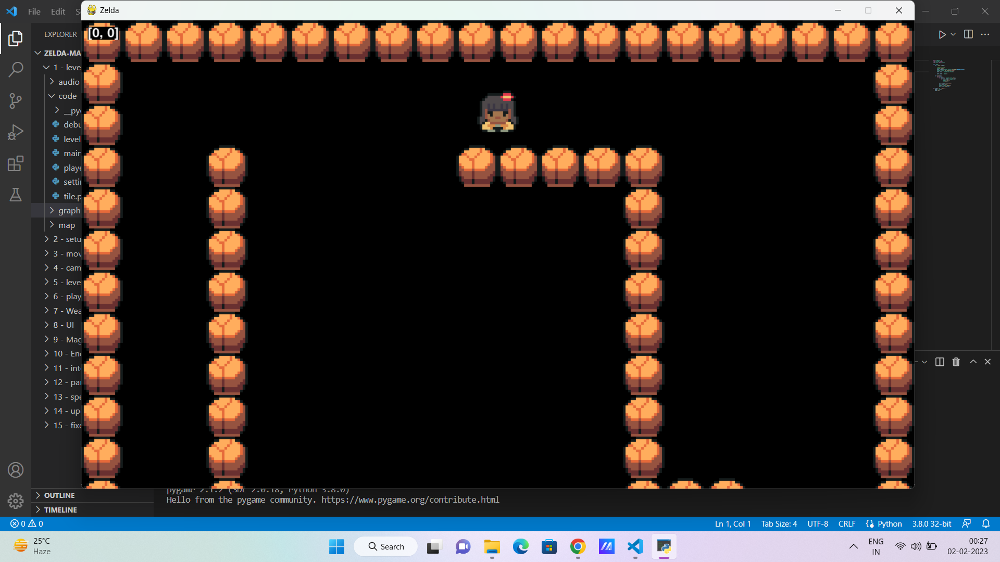 File Edit S
Zelda
EXPLORER
[0, 0]
ZELDA-MA
1 - leve
audio
code
__pyc
debu
level
main
playe
settin
tile.p
graph
map
2 - setu
3 - mov
4 - cam
5 - leve
6 - play
7 - Wea
8 - UI
9 - Mag
10 - Ene
11 - inte
12 - par
13 - spe
14 - upg
15 - fixe
OUTLINE
TIMELINE
pygame 2.1.2 (SDL 2.0.18, Python 3.8.0)
Hello from the pygame community. https://www.pygame.org/contribute.html
0 0
Ln 1, Col 1 Tab Size: 4 UTF-8 CRLF Python 3.8.0 32-bit
25°C
Haze
Search
ENG
IN
00:27
02-02-2023